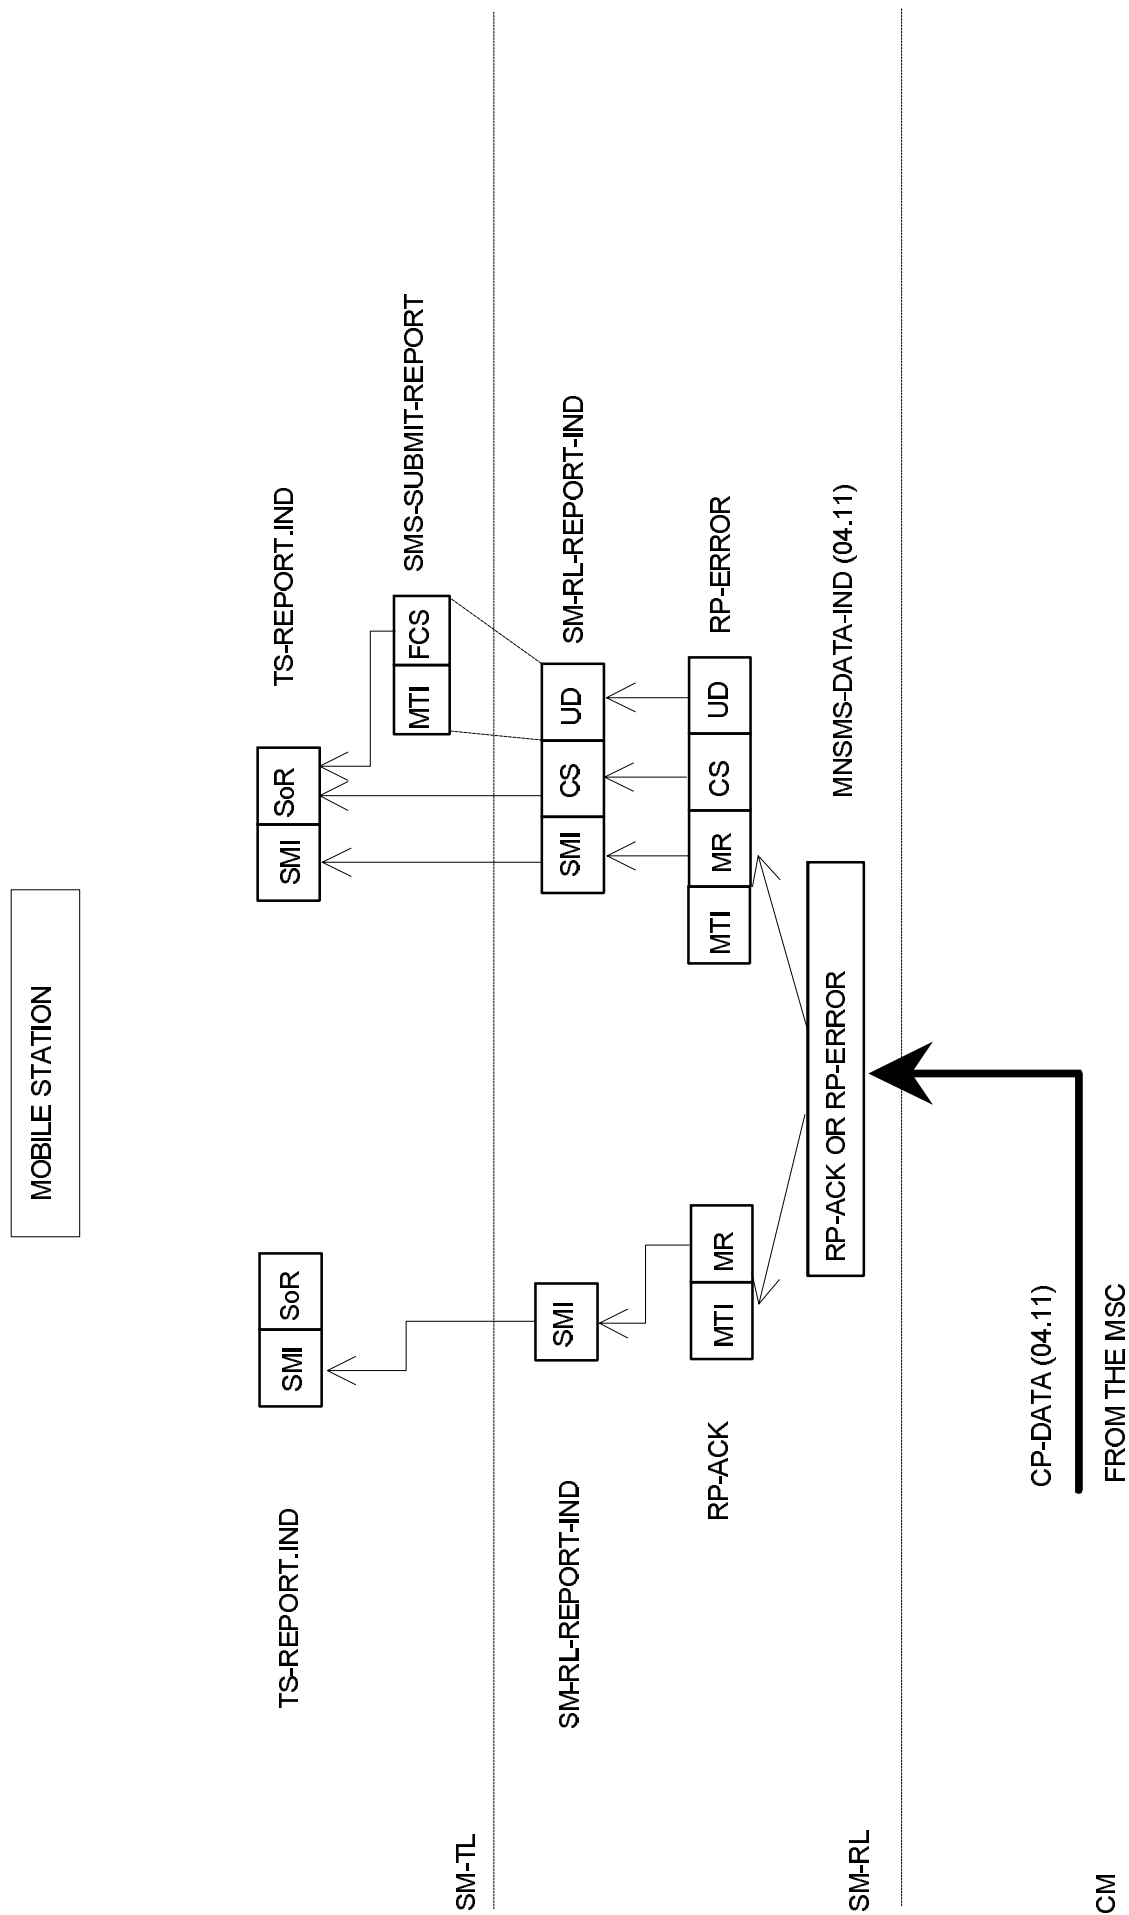 MOBILE STATION
TS-REPORT.IND
SMI SoR
SMI SoR
TS-REPORT.IND
MTI FCS
SMS-SUBMIT-REPORT
SM-TL
SM-RL-REPORT-IND
SMI
SMI CS UD
SM-RL-REPORT-IND
RP-ACK
MTI MR
MTI MR CS UD
RP-ERROR
RP-ACK OR RP-ERROR
MNSMS-DATA-IND (04.11)
SM-RL
CP-DATA (04.11)
FROM THE MSC
CM